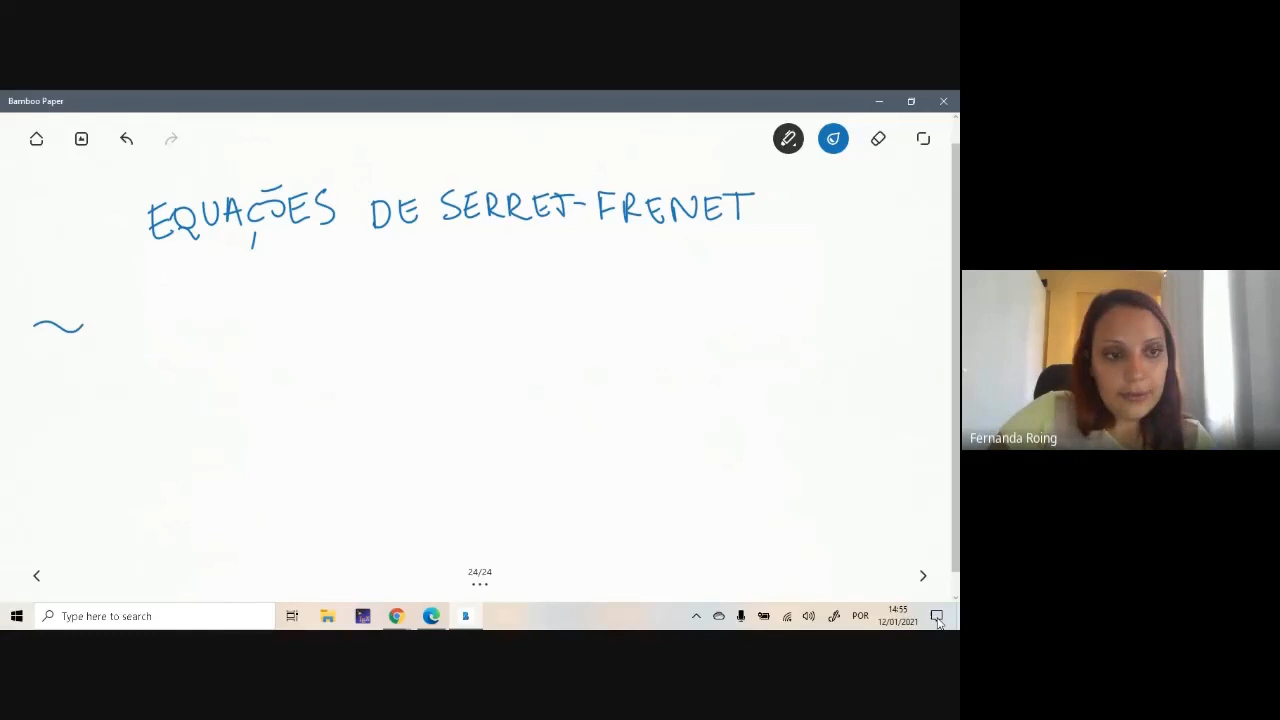 Bamboo Paper
EQUAÇÕES DE SERRET-FRENET
Fernanda Roing
24/24
Type here to search
POR
14:55
12/01/2021